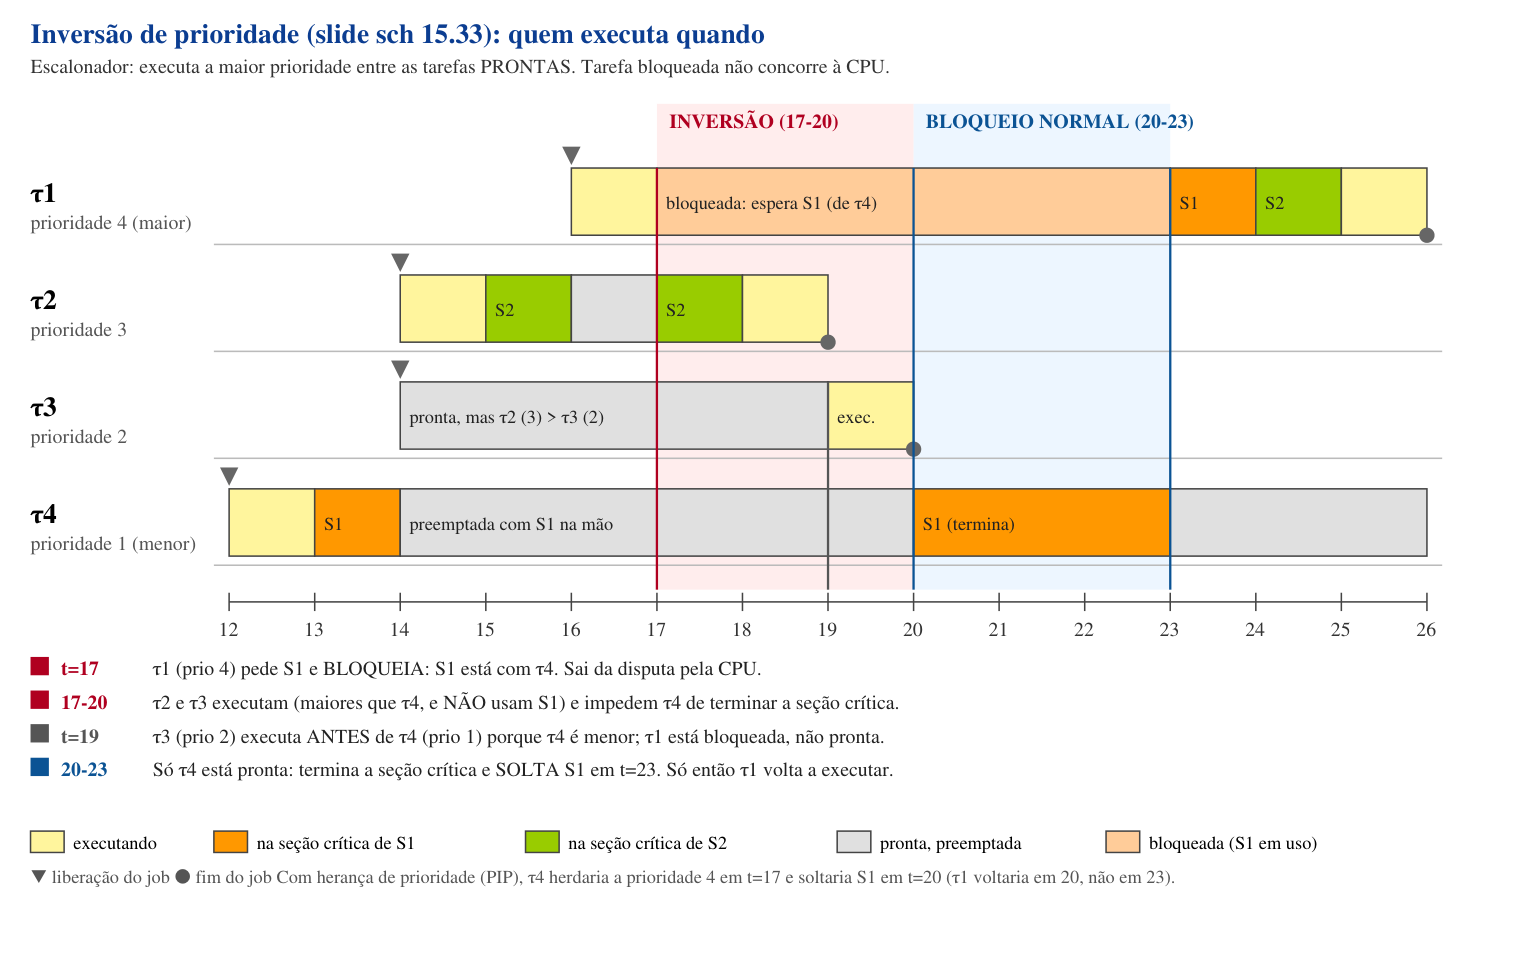 Inversão de prioridade (slide sch 15.33): quem executa quando
Escalonador: executa a maior prioridade entre as tarefas PRONTAS. Tarefa bloqueada não concorre à CPU.
INVERSÃO (17-20)
BLOQUEIO NORMAL (20-23)
τ1
prioridade 4 (maior)
bloqueada: espera S1 (de τ4)
S1
S2
τ2
prioridade 3
S2
S2
τ3
prioridade 2
pronta, mas τ2 (3) > τ3 (2)
exec.
τ4
prioridade 1 (menor)
S1
preemptada com S1 na mão
S1 (termina)
12 13 14 15 16 17 18 19 20 21 22 23 24 25 26
t=17 τ1 (prio 4) pede S1 e BLOQUEIA: S1 está com τ4. Sai da disputa pela CPU.
17-20 τ2 e τ3 executam (maiores que τ4, e NÃO usam S1) e impedem τ4 de terminar a seção crítica.
t=19 τ3 (prio 2) executa ANTES de τ4 (prio 1) porque τ4 é menor; τ1 está bloqueada, não pronta.
20-23 Só τ4 está pronta: termina a seção crítica e SOLTA S1 em t=23. Só então τ1 volta a executar.
executando na seção crítica de S1 na seção crítica de S2 pronta, preemptada bloqueada (S1 em uso)
liberação do job fim do job Com herança de prioridade (PIP), τ4 herdaria a prioridade 4 em t=17 e soltaria S1 em t=20 (τ1 voltaria em 20, não em 23).